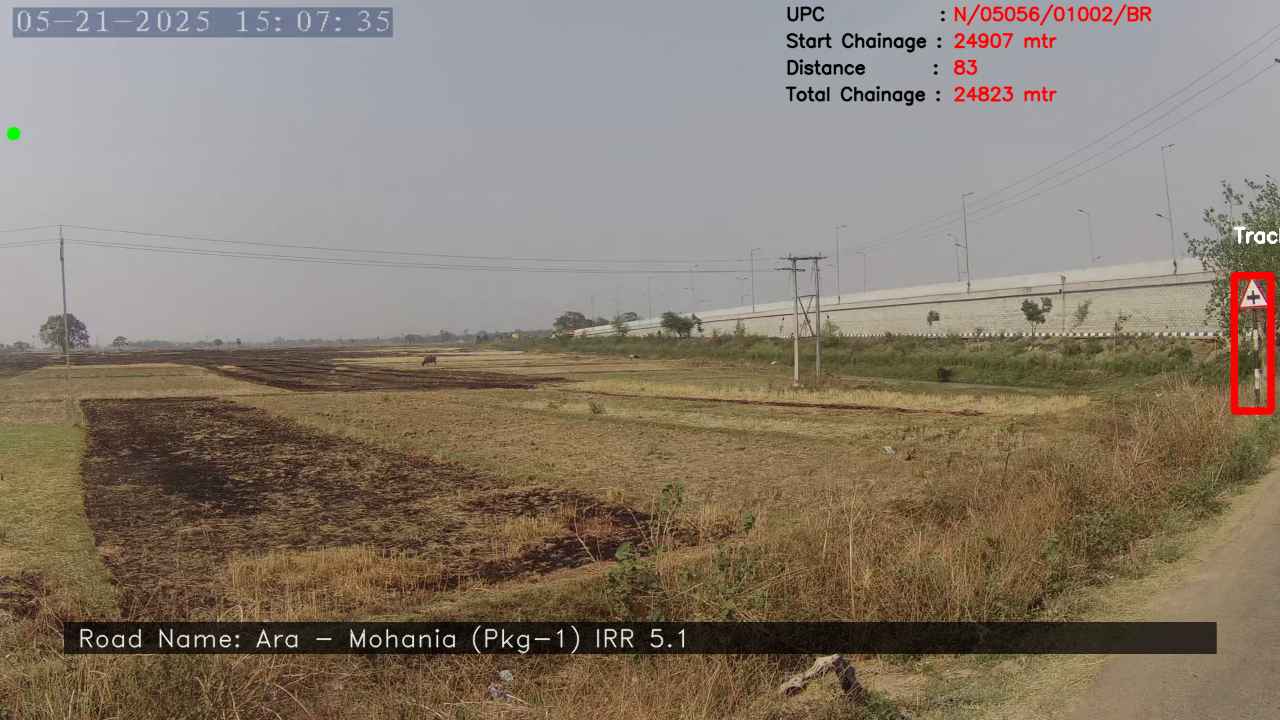 05-21-2025 15:07:35
UPC : N/05056/01002/BR
Start Chainage : 24907 mtr
Distance : 83
Total Chainage : 24823 mtr
Trac
Road Name: Ara - Mohania (Pkg-1) IRR 5.1